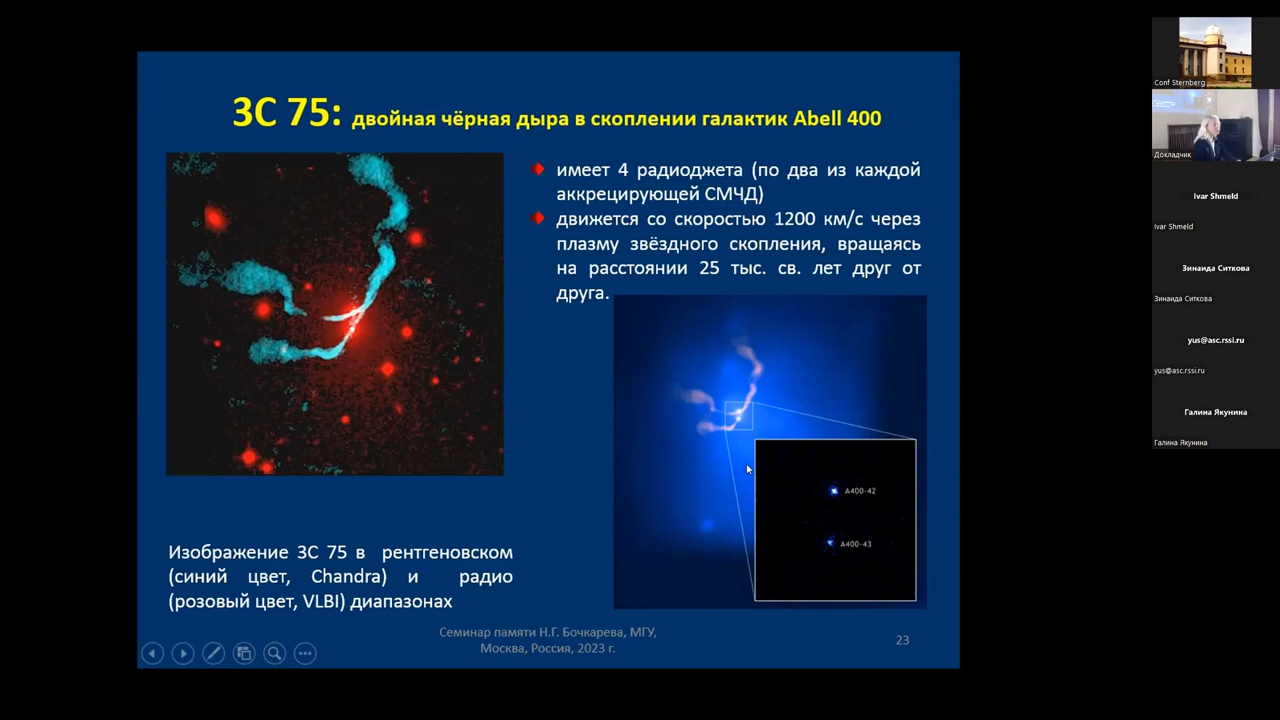 3C 75: двойная чёрная дыра в скоплении галактик Abell 400
имеет 4 радиоджета (по два из каждой
аккрецирующей СМЧД)
движется со скоростью 1200 км/с через
плазму звёздного скопления, вращаясь
на расстоянии 25 тыс. св. лет друг от
друга.
A400-42
A400-43
Изображение 3C 75 в рентгеновском
(синий цвет, Chandra) и радио
(розовый цвет, VLBI) диапазонах
Семинар памяти Н.Г. Бочкарева, МГУ,
Москва, Россия, 2023 г.
23
Conf Sternberg
Докладчик
Ivar Shmeld
Ivar Shmeld
Зинаида Ситкова
Зинаида Ситкова
yus@asc.rssi.ru
yus@asc.rssi.ru
Галина Якунина
Галина Якунина